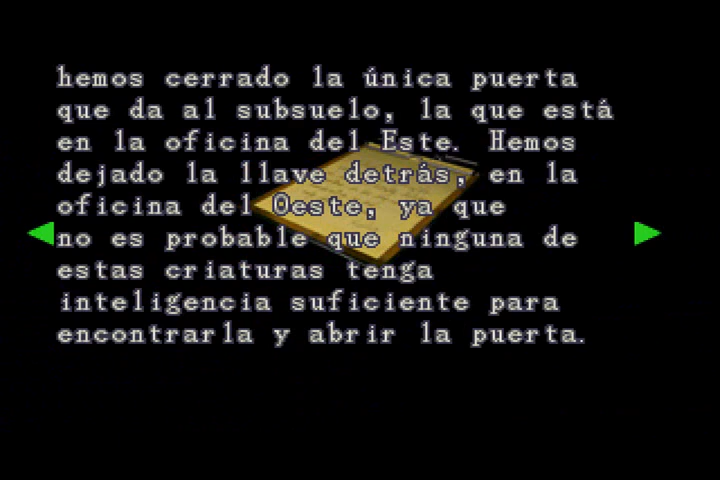 hemos cerrado la única puerta
que da al subsuelo, la que está
en la oficina del Este. Hemos
dejado la llave detrás, en la
oficina del Oeste, ya que
no es probable que ninguna de
estas criaturas tenga
inteligencia suficiente para
encontrarla y abrir la puerta.